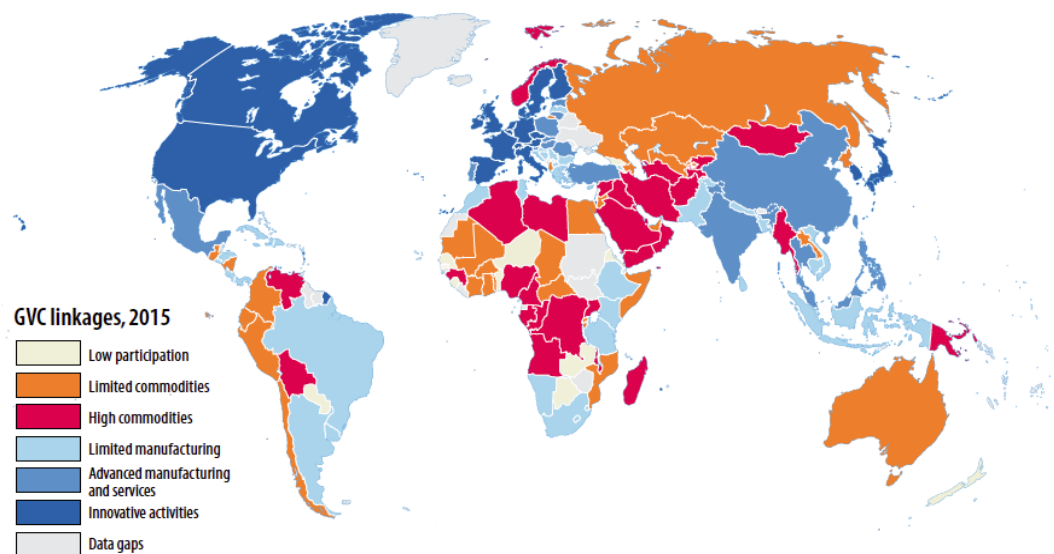 GVC linkages, 2015
Low participation
Limited commodities
High commodities
Limited manufacturing
Advanced manufacturing
and services
Innovative activities
Data gaps